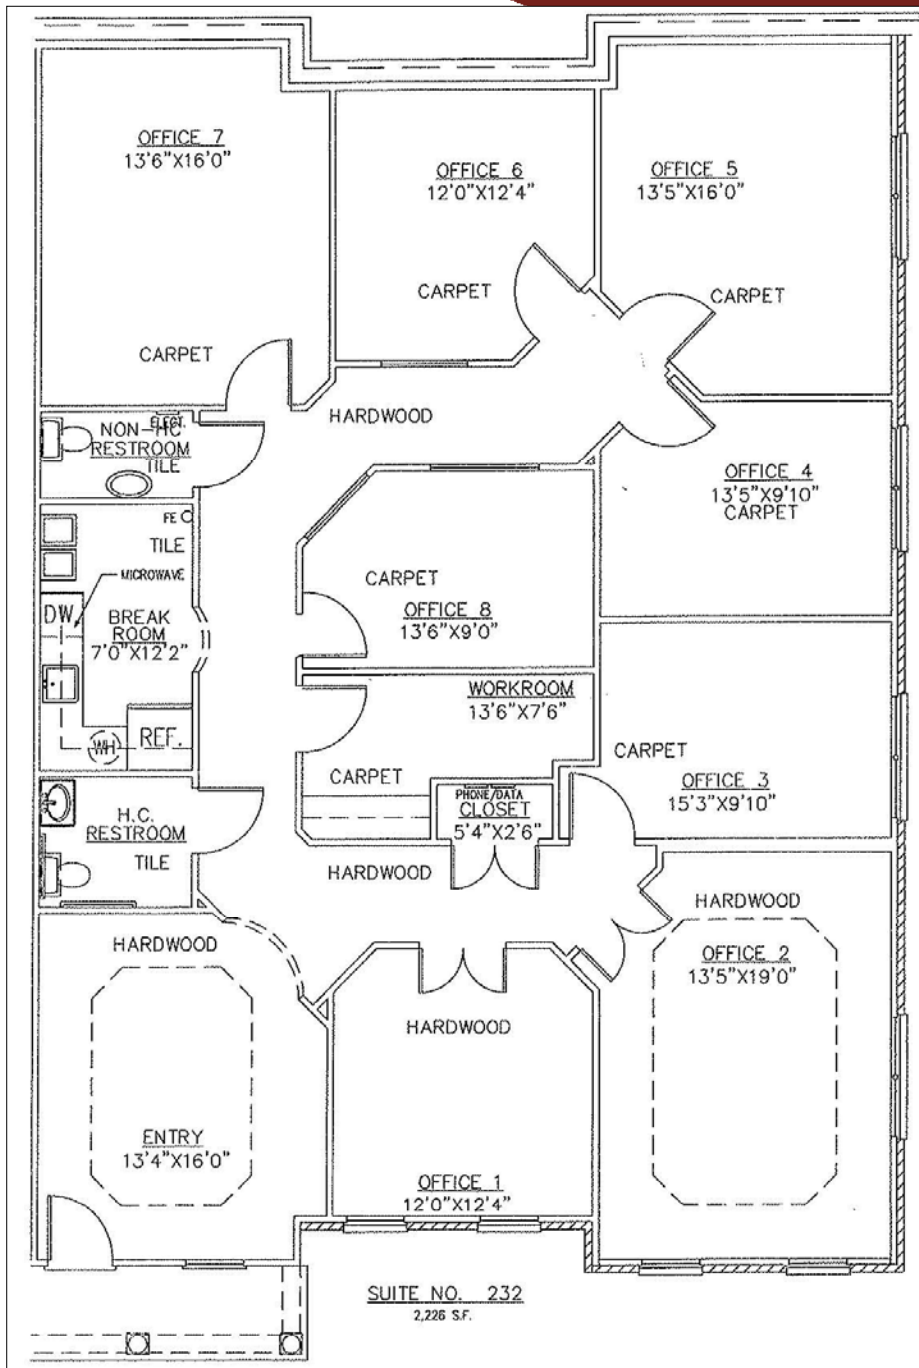 OFFICE 7
13'6"X16'0"
CARPET
OFFICE 6
12'0"X12'4"
CARPET
OFFICE 5
13'5"X16'0"
CARPET
HARDWOOD
ELECT.
NON-HC
RESTROOM
TILE
OFFICE 4
13'5"X9'10"
CARPET
FE
TILE
MICROWAVE
DW
BREAK
ROOM
7'0"X12'2"
WH
REF.
CARPET
OFFICE 8
13'6"X9'0"
WORKROOM
13'6"X7'6"
CARPET
PHONE/DATA
CLOSET
5'4"X2'6"
CARPET
OFFICE 3
15'3"X9'10"
H.C.
RESTROOM
TILE
HARDWOOD
HARDWOOD
OFFICE 2
13'5"X19'0"
HARDWOOD
ENTRY
13'4"X16'0"
HARDWOOD
OFFICE 1
12'0"X12'4"
SUITE NO. 232
2,226 S.F.